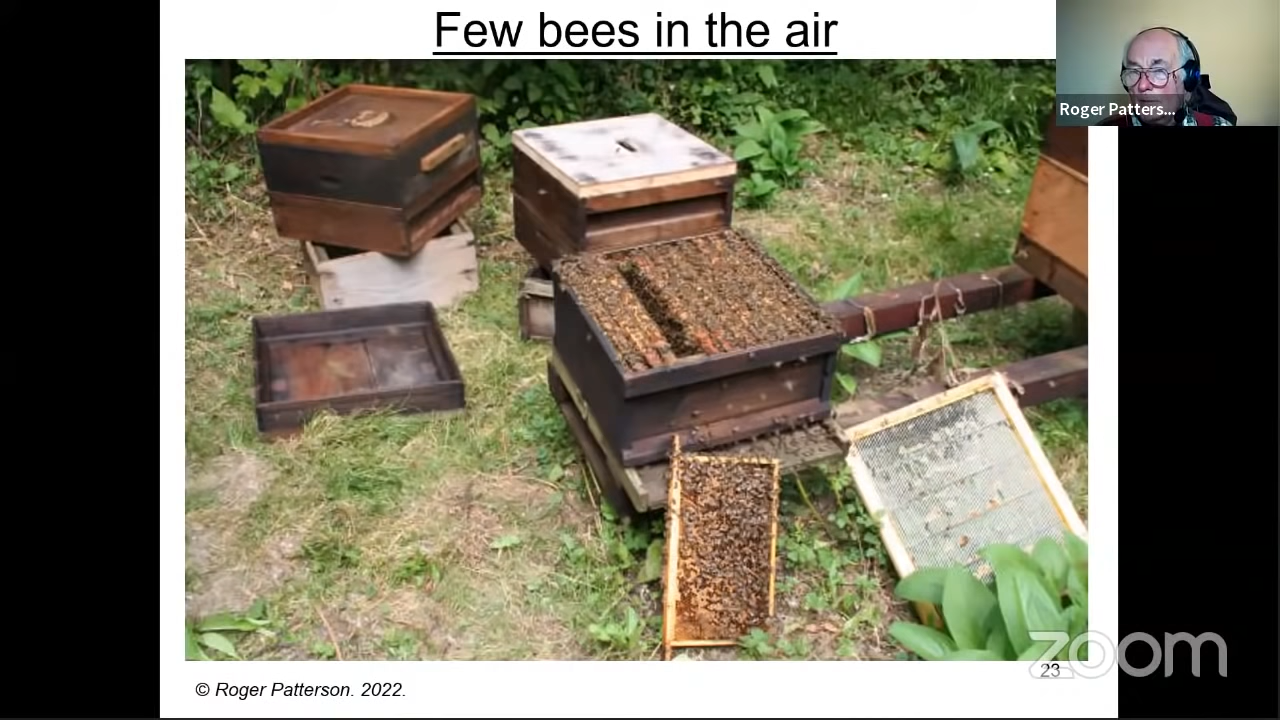 Few bees in the air
Roger Patters...
© Roger Patterson. 2022.
23
zoom